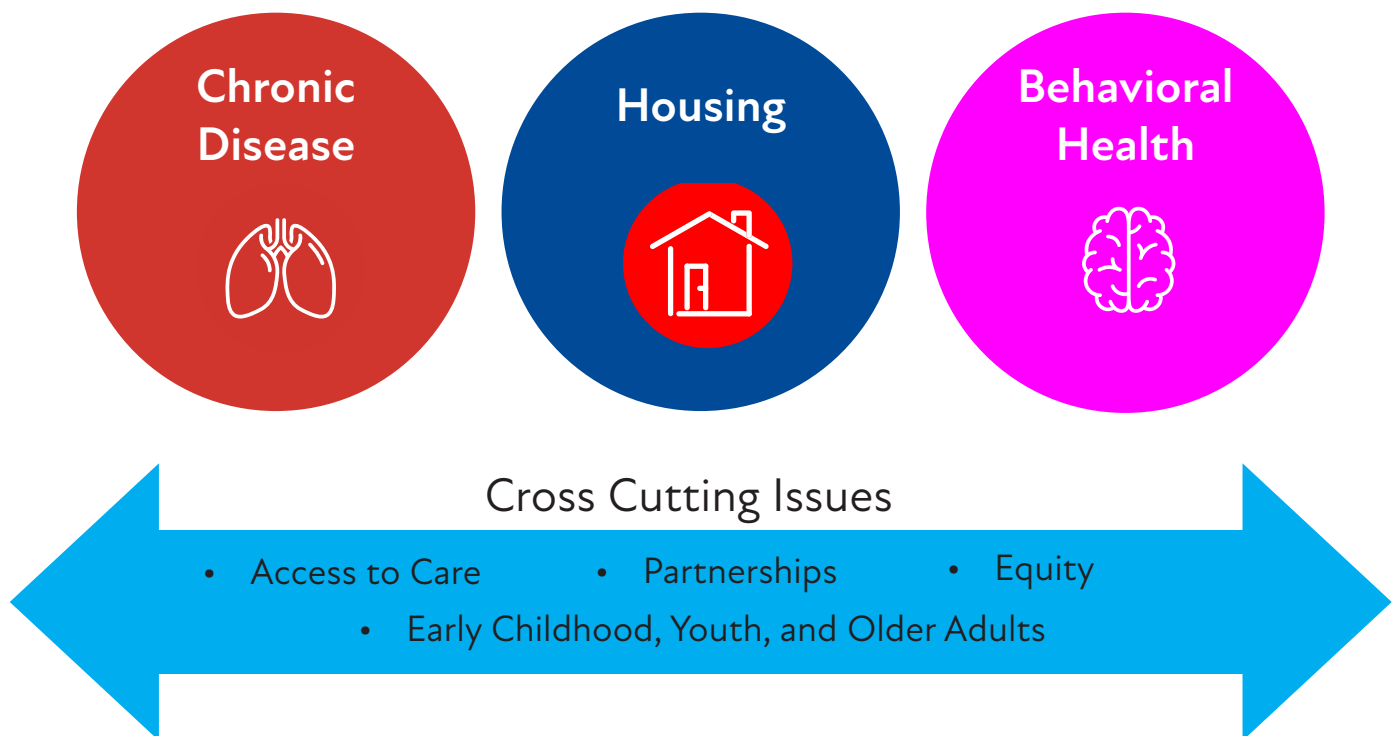 Chronic
Disease
Housing
Behavioral
Health
Cross Cutting Issues
• Access to Care • Partnerships • Equity
• Early Childhood, Youth, and Older Adults